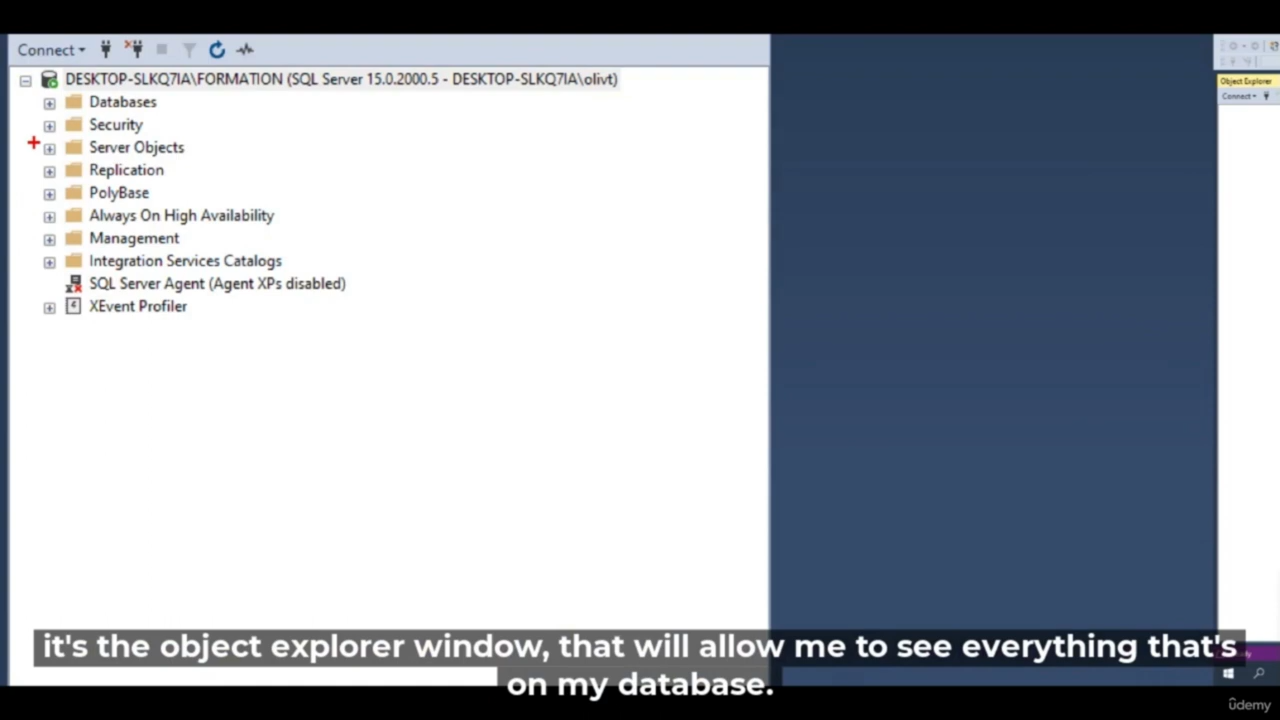 Connect
DESKTOP-SLKQ7IA\FORMATION (SQL Server 15.0.2000.5 - DESKTOP-SLKQ7IA\olivt)
Databases
Security
Server Objects
Replication
PolyBase
Always On High Availability
Management
Integration Services Catalogs
SQL Server Agent (Agent XPs disabled)
XEvent Profiler
Object Explorer
Connect
it's the object explorer window, that will allow me to see everything that's
on my database.
udemy